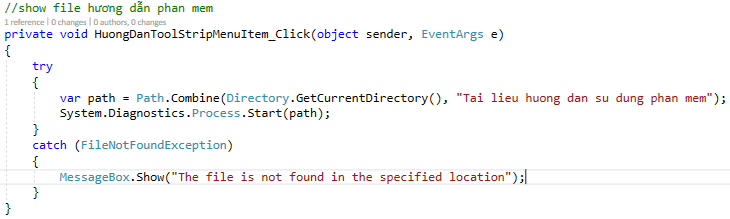 //show file hương dẫn phan mem
1 reference | 0 changes | 0 authors, 0 changes
private void HuongDanToolStripMenuItem_Click(object sender, EventArgs e)
{
try
{
var path = Path.Combine(Directory.GetCurrentDirectory(), "Tai lieu huong dan su dung phan mem");
System.Diagnostics.Process.Start(path);
}
catch (FileNotFoundException)
{
MessageBox.Show("The file is not found in the specified location");
}
}